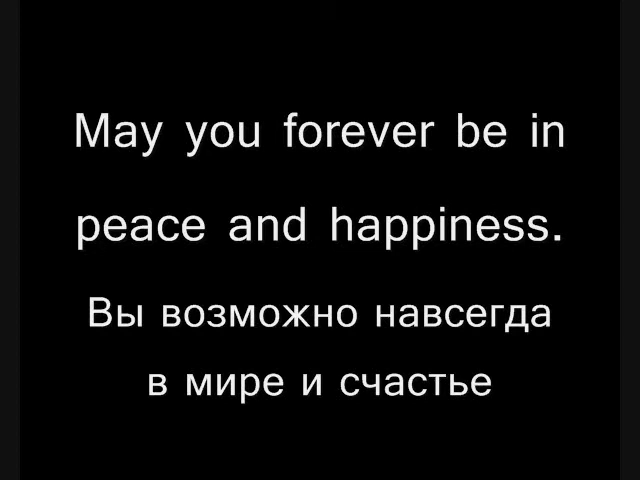 May you forever be in
peace and happiness.
Вы возможно навсегда
в мире и счастье